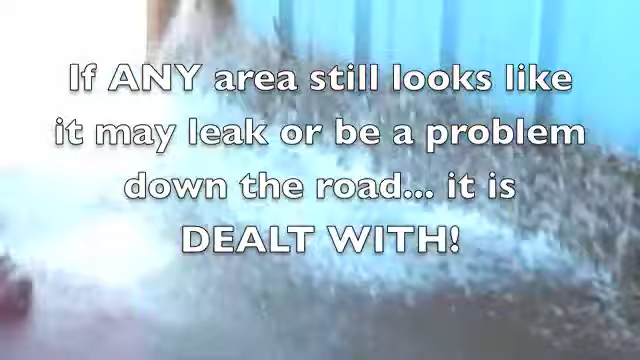 If ANY area still looks like
it may leak or be a problem
down the road... it is
DEALT WITH!